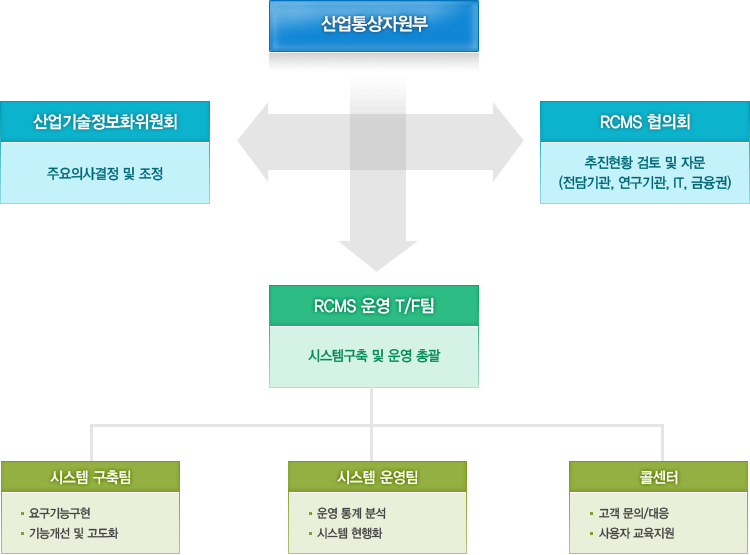 산업통상자원부
산업기술정보화위원회
주요의사결정 및 조정
RCMS 협의회
추진현황 검토 및 자문
(전담기관, 연구기관, IT, 금융권)
RCMS 운영 T/F팀
시스템구축 및 운영 총괄
시스템 구축팀
요구기능구현
기능개선 및 고도화
시스템 운영팀
운영 통계 분석
시스템 현행화
콜센터
고객 문의/대응
사용자 교육지원